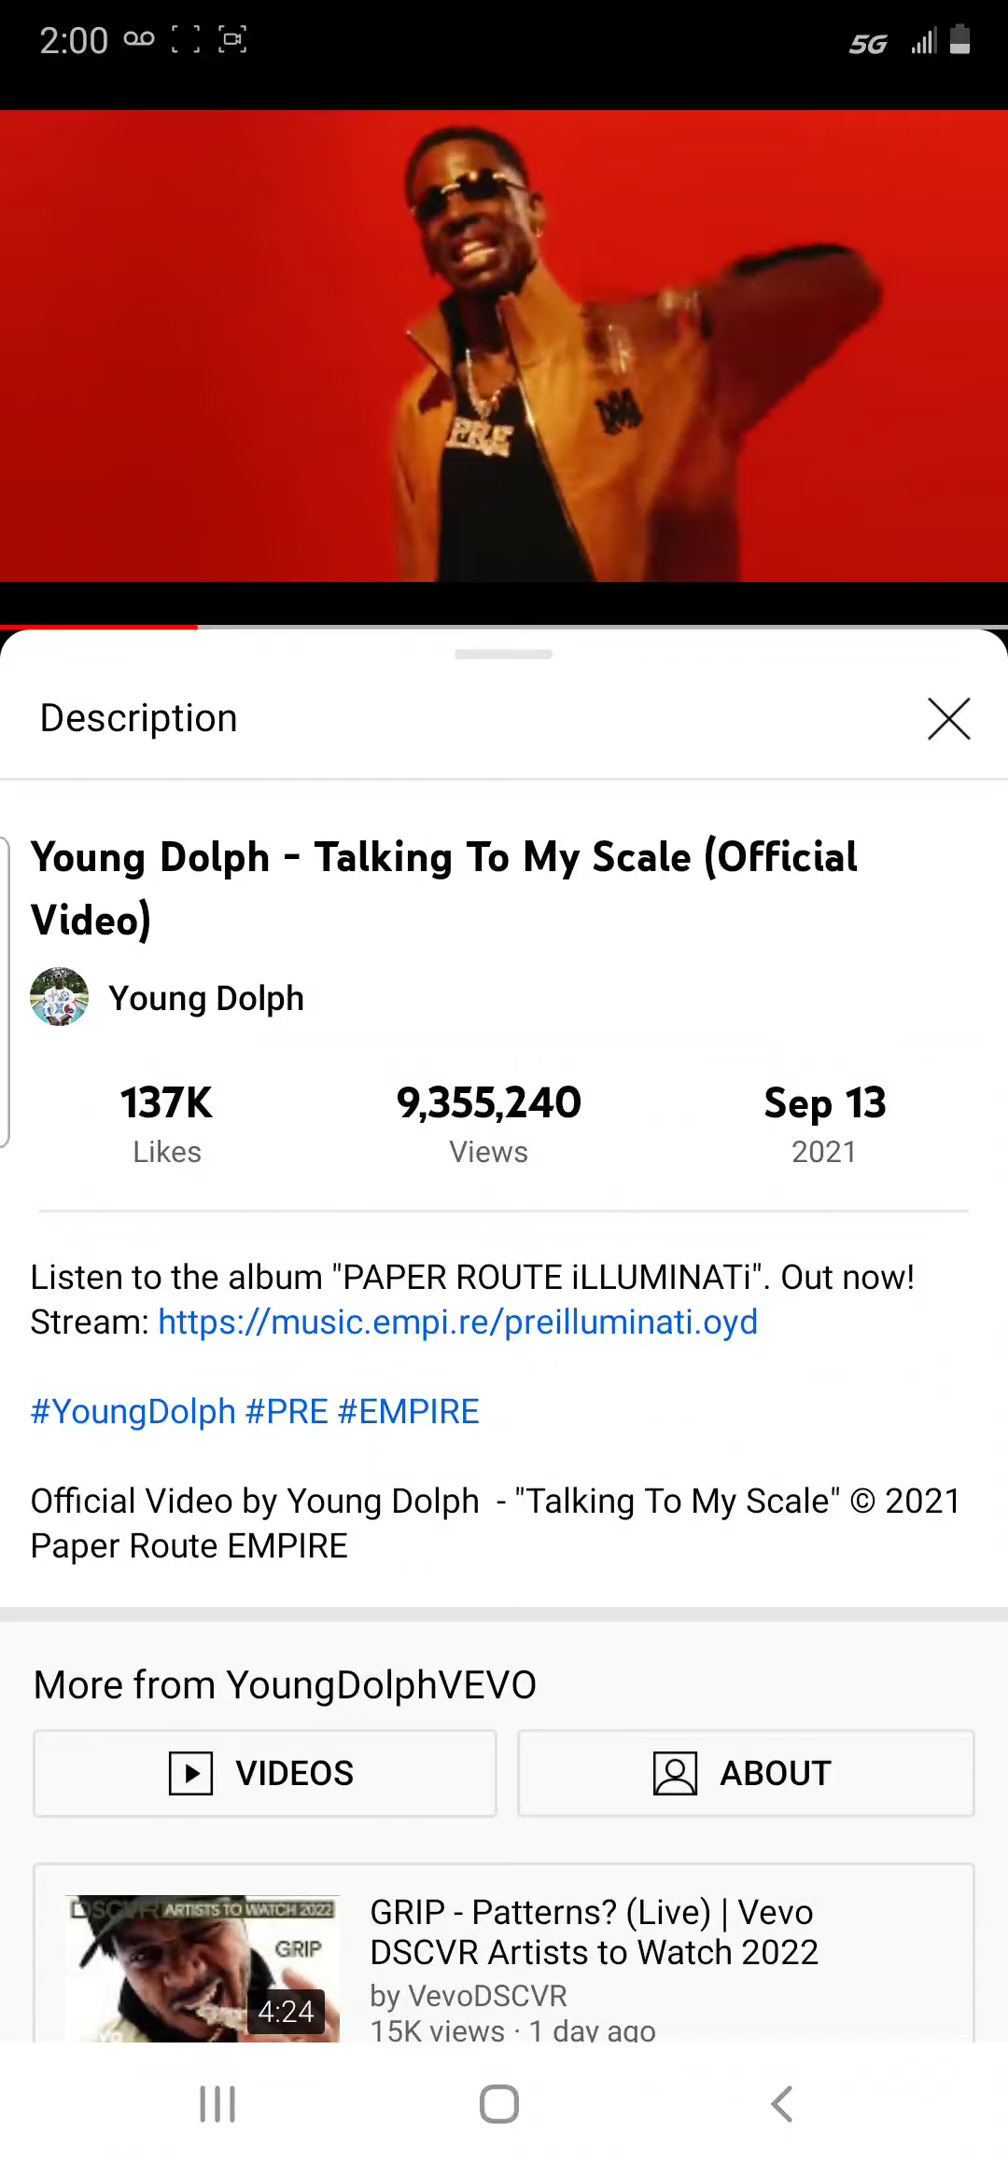 2:00
5G
PRE
Description
Young Dolph - Talking To My Scale (Official
Video)
Young Dolph
137K 9,355,240 Sep 13
Likes Views 2021
Listen to the album "PAPER ROUTE iLLUMINATi". Out now!
Stream: https://music.empi.re/preilluminati.oyd
#YoungDolph #PRE #EMPIRE
Official Video by Young Dolph  - "Talking To My Scale" © 2021
Paper Route EMPIRE
More from YoungDolphVEVO
VIDEOS ABOUT
DSCVR ARTISTS TO WATCH 2022
GRIP
4:24
GRIP - Patterns? (Live) | Vevo
DSCVR Artists to Watch 2022
by VevoDSCVR
15K views · 1 day ago